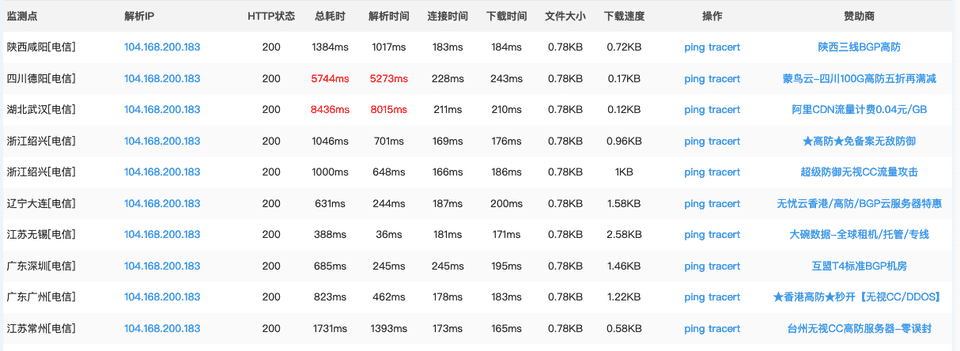 监测点 解析IP HTTP状态 总耗时 解析时间 连接时间 下载时间 文件大小 下载速度 操作 赞助商
陕西咸阳[电信] 104.168.200.183 200 1384ms 1017ms 183ms 184ms 0.78KB 0.72KB ping tracert 陕西三线BGP高防
四川德阳[电信] 104.168.200.183 200 5744ms 5273ms 228ms 243ms 0.78KB 0.17KB ping tracert 蒙鸟云-四川100G高防五折再满减
湖北武汉[电信] 104.168.200.183 200 8436ms 8015ms 211ms 210ms 0.78KB 0.12KB ping tracert 阿里CDN流量计费0.04元/GB
浙江绍兴[电信] 104.168.200.183 200 1046ms 701ms 169ms 176ms 0.78KB 0.96KB ping tracert ★高防★免备案无敌防御
浙江绍兴[电信] 104.168.200.183 200 1000ms 648ms 166ms 186ms 0.78KB 1KB ping tracert 超级防御无视CC流量攻击
辽宁大连[电信] 104.168.200.183 200 631ms 244ms 187ms 200ms 0.78KB 1.58KB ping tracert 无忧云香港/高防/BGP云服务器特惠
江苏无锡[电信] 104.168.200.183 200 388ms 36ms 181ms 171ms 0.78KB 2.58KB ping tracert 大碗数据-全球租机/托管/专线
广东深圳[电信] 104.168.200.183 200 685ms 245ms 245ms 195ms 0.78KB 1.46KB ping tracert 互盟T4标准BGP机房
广东广州[电信] 104.168.200.183 200 823ms 462ms 178ms 183ms 0.78KB 1.22KB ping tracert ★香港高防★秒开【无视CC/DDOS】
江苏常州[电信] 104.168.200.183 200 1731ms 1393ms 173ms 165ms 0.78KB 0.58KB ping tracert 台州无视CC高防服务器-零误封